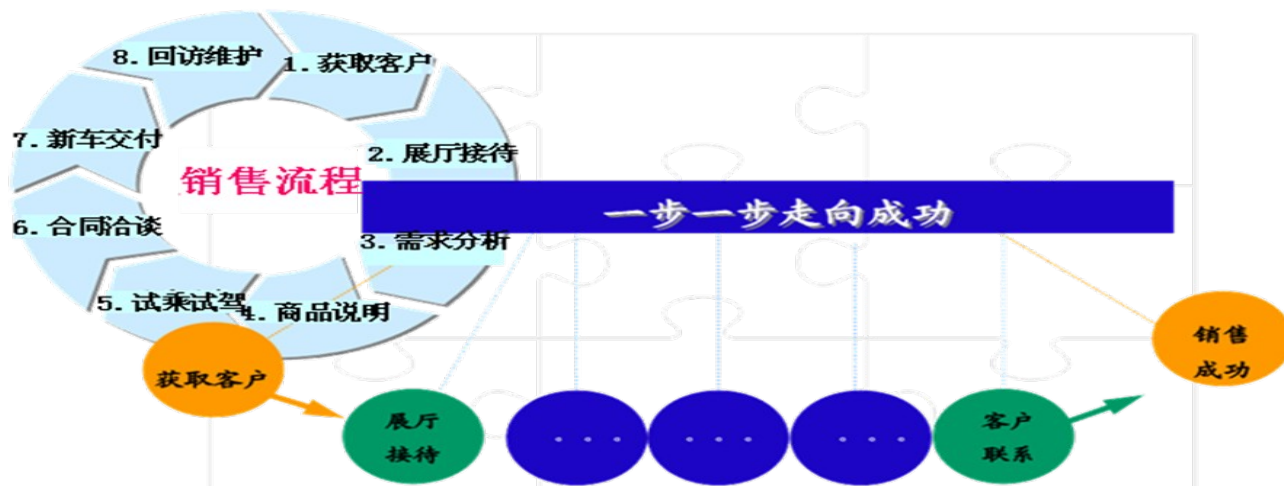 8. 回访维护
1. 获取客户
7. 新车交付
2. 展厅接待
销售流程
一步一步走向成功
6. 合同洽谈
3. 需求分析
5. 试乘试驾
4. 商品说明
获取客户
展厅
接待
...
...
...
客户
联系
销售
成功